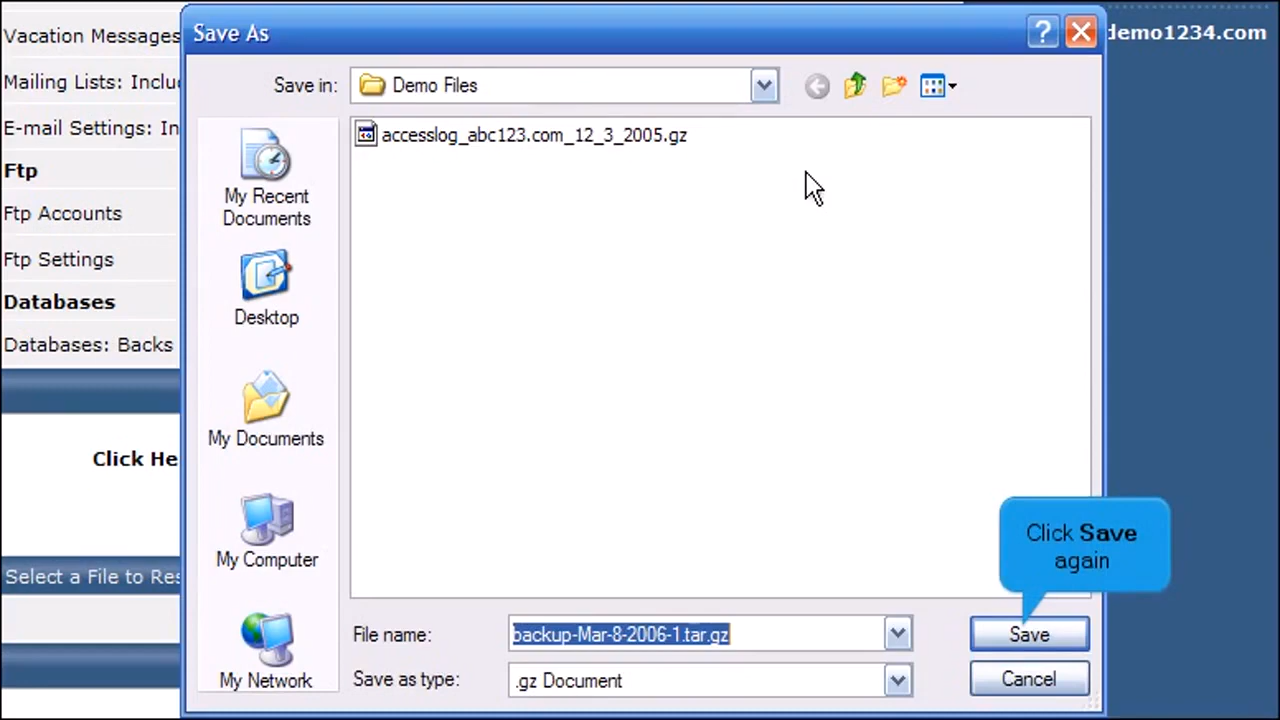 Vacation Messages
Mailing Lists: Inclu
E-mail Settings: In
Ftp
Ftp Accounts
Ftp Settings
Databases
Databases: Backs
Click He
Select a File to Res
Save As
demo1234.com
Save in:
Demo Files
accesslog_abc123.com_12_3_2005.gz
My Recent
Documents
Desktop
My Documents
My Computer
My Network
Click Save
again
File name:
backup-Mar-8-2006-1.tar.gz
Save
Save as type:
.gz Document
Cancel